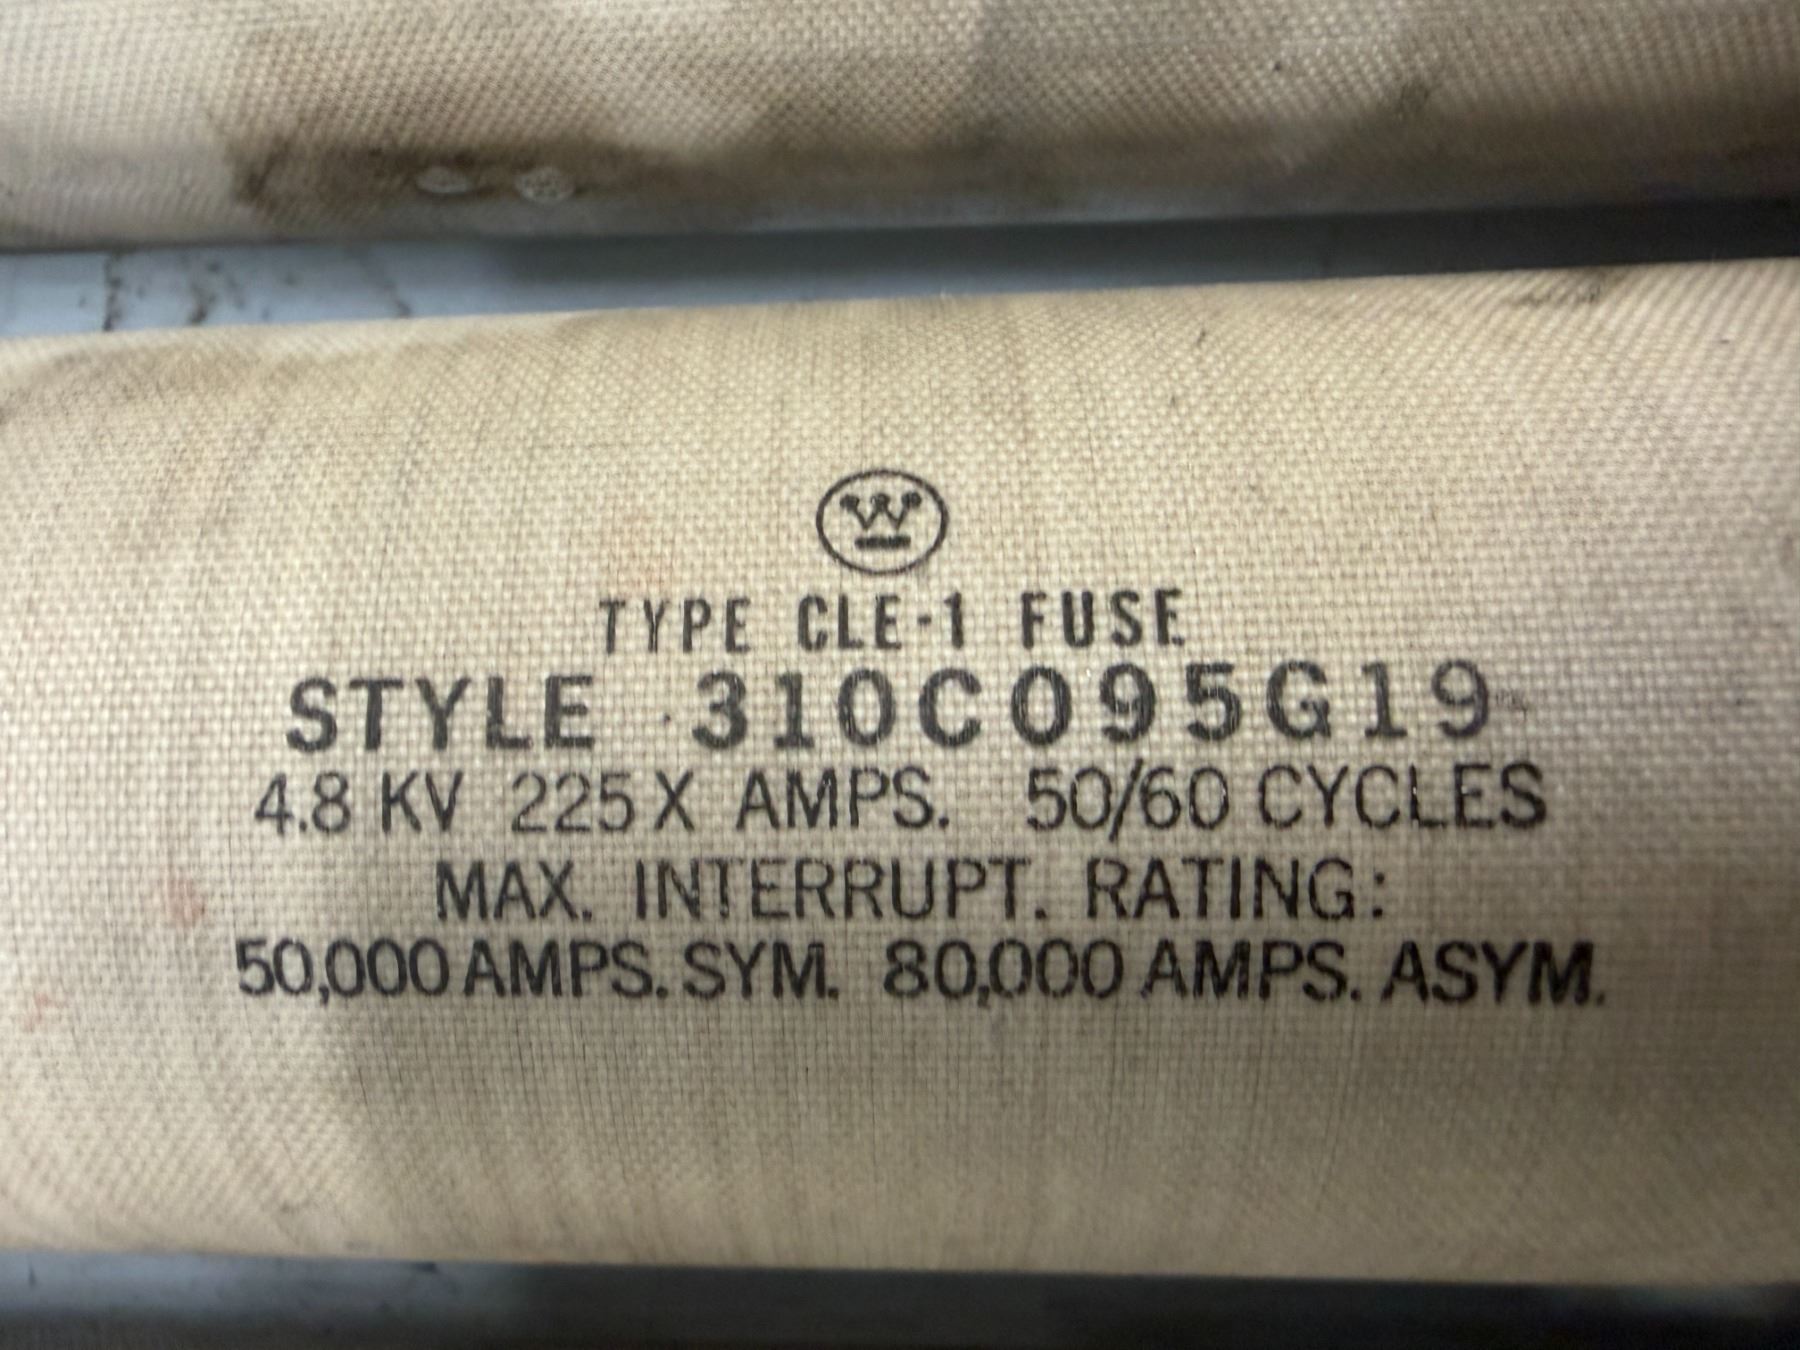 TYPE CLE-1 FUSE
STYLE 310C095G19
4.8 KV 225X AMPS. 50/60 CYCLES
MAX. INTERRUPT. RATING:
50,000 AMPS. SYM. 80,000 AMPS. ASYM.